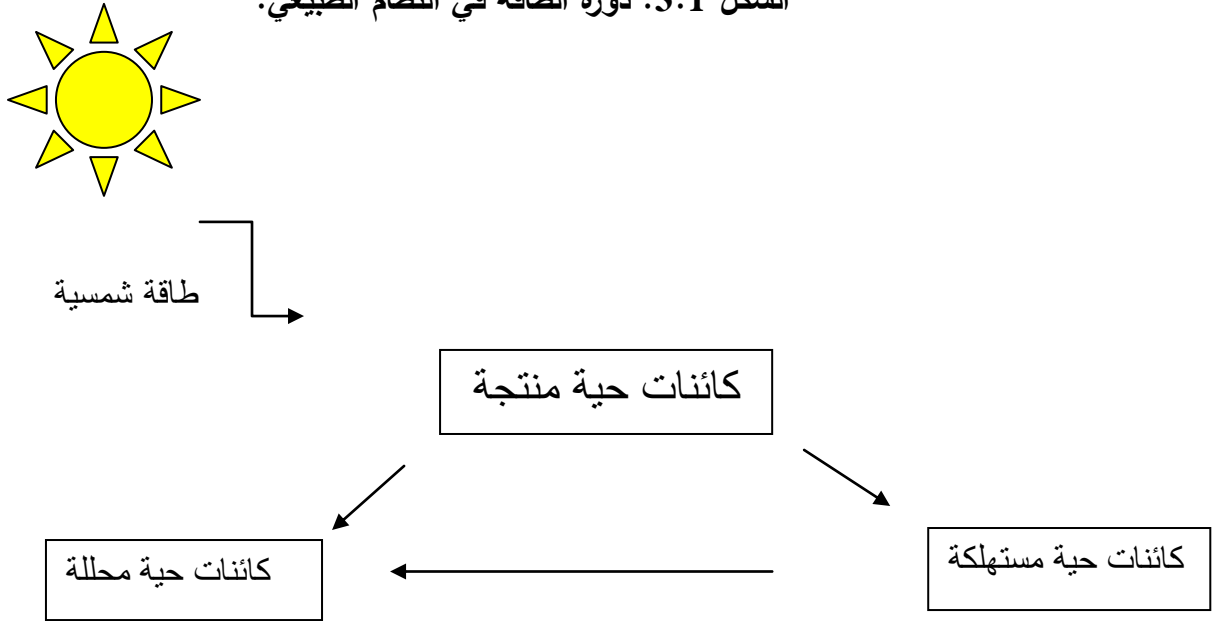 الشكل 3.1: دورة الطاقة في النظام الطبيعي.
طاقة شمسية
كائنات حية منتجة
كائنات حية مستهلكة
كائنات حية محللة